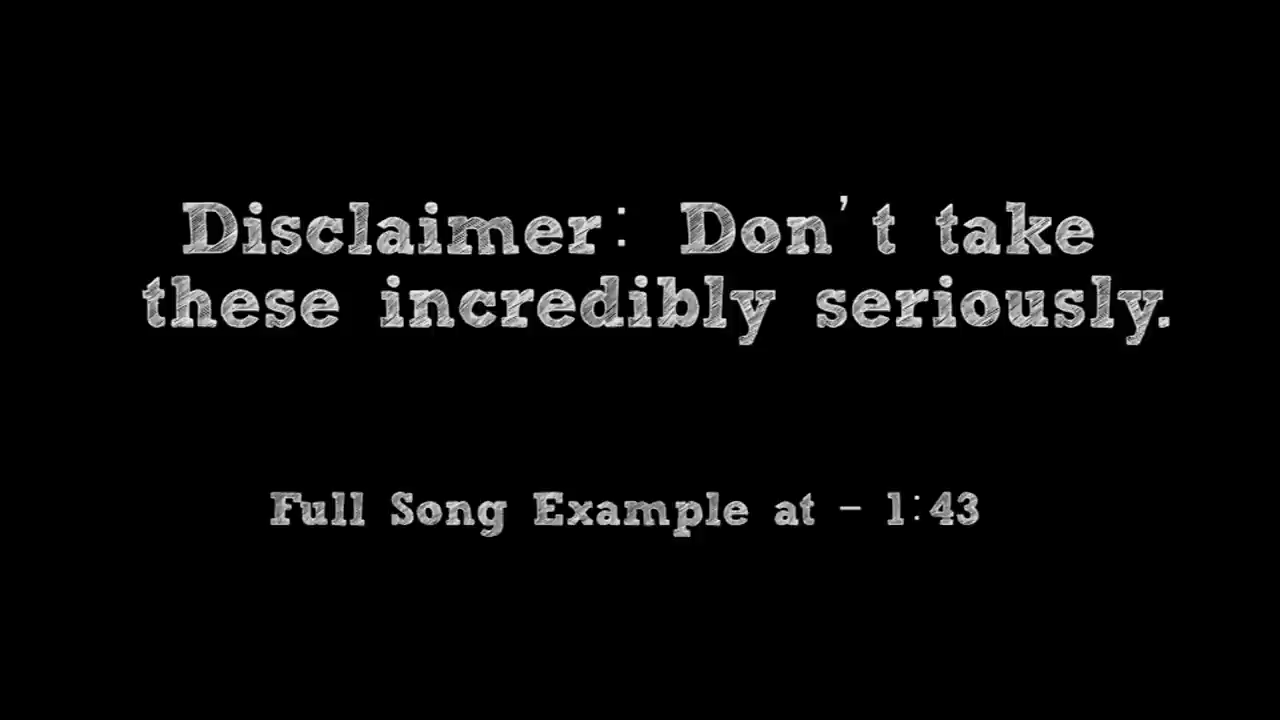 Disclaimer: Don't take
these incredibly seriously.
Full Song Example at - 1:43